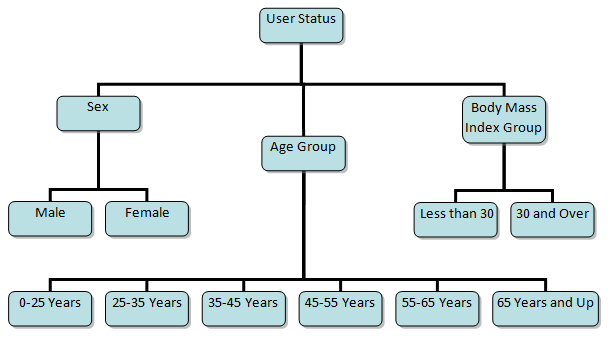 User Status
Sex
Age Group
Body Mass
Index Group
Male
Female
Less than 30
30 and Over
0-25 Years
25-35 Years
35-45 Years
45-55 Years
55-65 Years
65 Years and Up